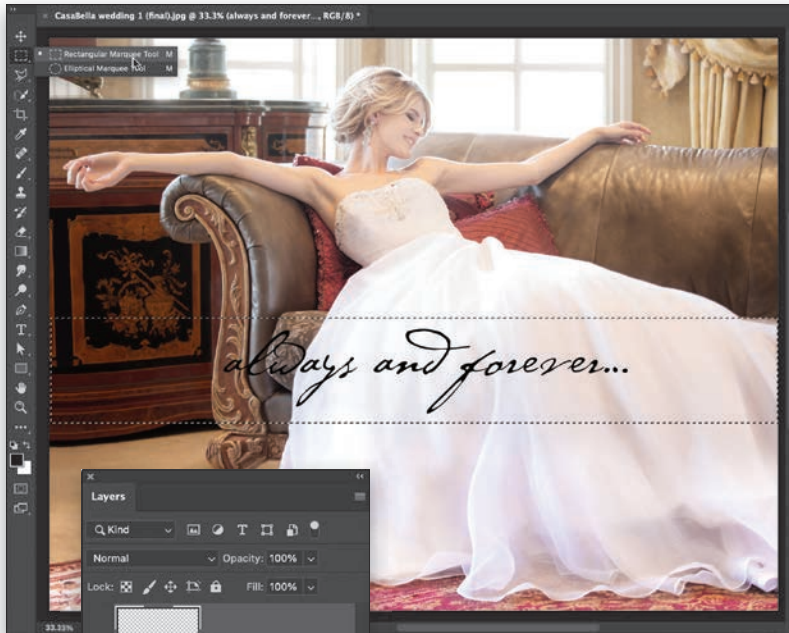 CasaBella wedding 1 (final).jpg @ 33.3% (always and forever..., RGB/8) *
Rectangular Marquee Tool M
Elliptical Marquee Tool M
always and forever...
Layers
Kind
Normal Opacity: 100%
Lock: Fill: 100%
33.33%